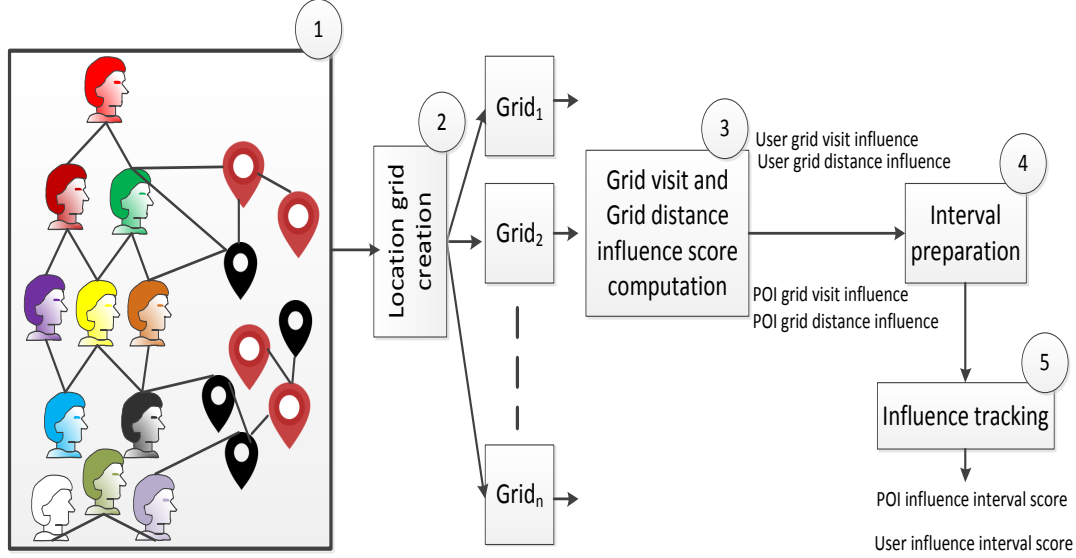 1
2
Location grid
creation
Grid1
Grid2
Gridn
3
Grid visit and
Grid distance
influence score
computation
User grid visit influence
User grid distance influence
POI grid visit influence
POI grid distance influence
4
Interval
preparation
5
Influence tracking
POI influence interval score
User influence interval score